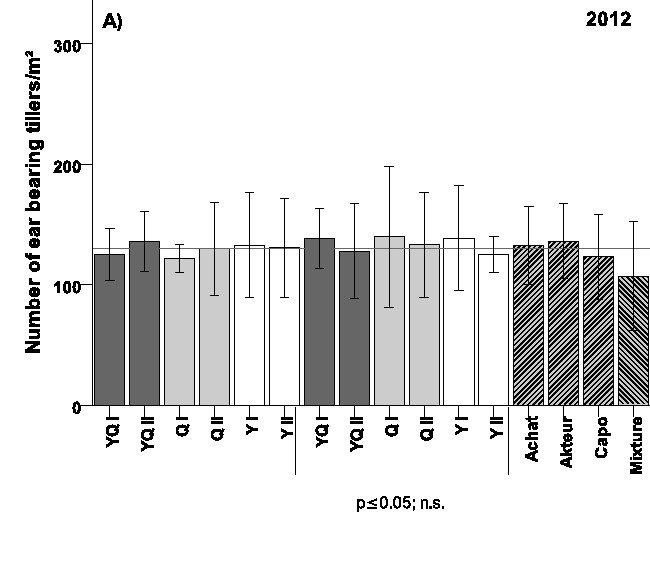 A)
2012
Number of ear bearing tillers/m²
300
200
100
0
YQ I
YQ II
Q I
Q II
Y I
Y II
YQ I
YQ II
Q I
Q II
Y I
Y II
Achat
Akteur
Capo
Mixture
p≤0.05; n.s.